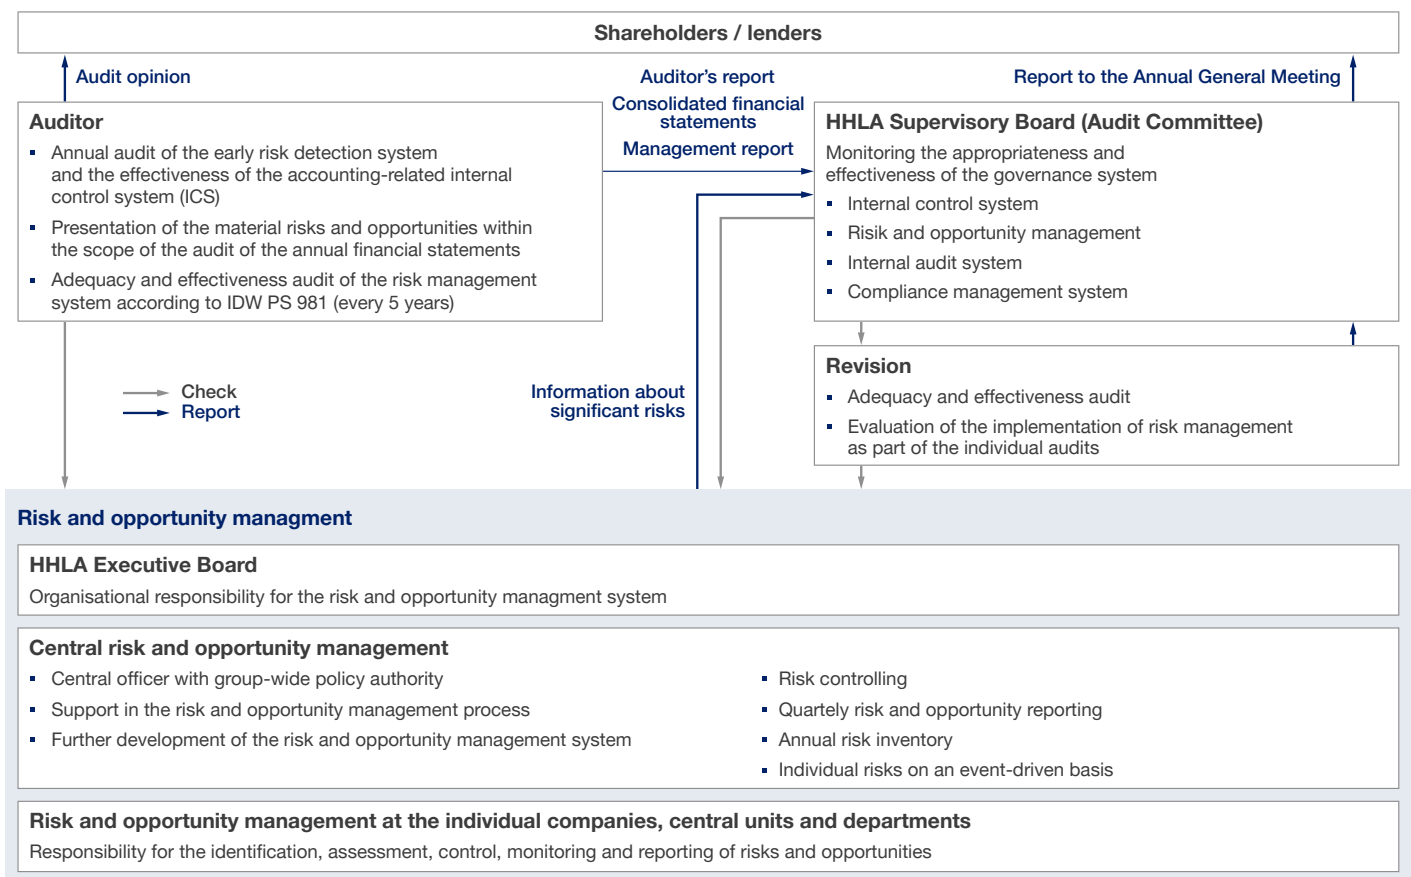 Shareholders / lenders
Audit opinion
Auditor’s report
Consolidated financial
statements
Management report
Report to the Annual General Meeting
Auditor
▪ Annual audit of the early risk detection system
and the effectiveness of the accounting-related internal
control system (ICS)
▪ Presentation of the material risks and opportunities within
the scope of the audit of the annual financial statements
▪ Adequacy and effectiveness audit of the risk management
system according to IDW PS 981 (every 5 years)
HHLA Supervisory Board (Audit Committee)
Monitoring the appropriateness and
effectiveness of the governance system
▪ Internal control system
▪ Risik and opportunity management
▪ Internal audit system
▪ Compliance management system
Check
Report
Information about
significant risks
Revision
▪ Adequacy and effectiveness audit
▪ Evaluation of the implementation of risk management
as part of the individual audits
Risk and opportunity managment
HHLA Executive Board
Organisational responsibility for the risk and opportunity managment system
Central risk and opportunity management
▪ Central officer with group-wide policy authority
▪ Support in the risk and opportunity management process
▪ Further development of the risk and opportunity management system
▪ Risk controlling
▪ Quartely risk and opportunity reporting
▪ Annual risk inventory
▪ Individual risks on an event-driven basis
Risk and opportunity management at the individual companies, central units and departments
Responsibility for the identification, assessment, control, monitoring and reporting of risks and opportunities